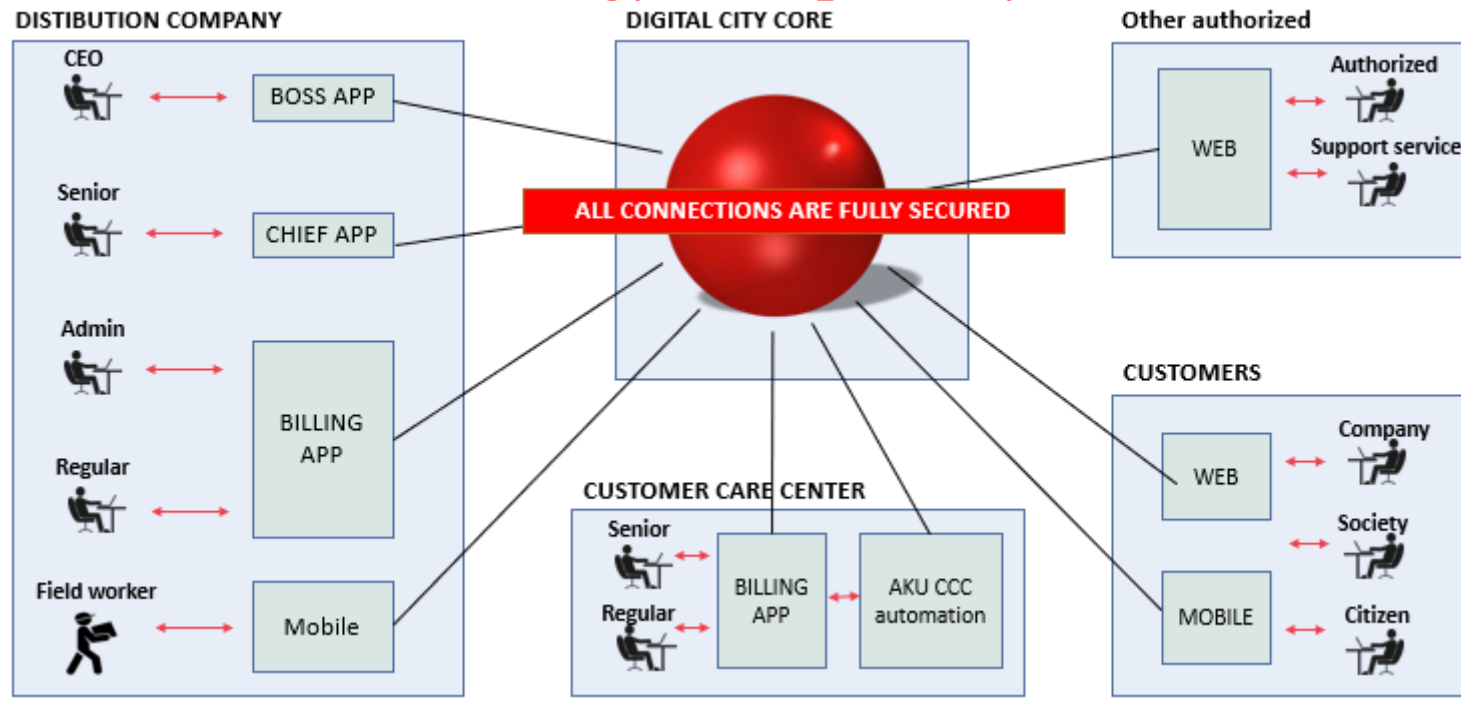 DISTIBUTION COMPANY
CEO
BOSS APP
Senior
CHIEF APP
Admin
BILLING
APP
Regular
Field worker
Mobile
DIGITAL CITY CORE
ALL CONNECTIONS ARE FULLY SECURED
CUSTOMER CARE CENTER
Senior
Regular
BILLING
APP
AKU CCC
automation
Other authorized
WEB
Authorized
Support service
CUSTOMERS
WEB
MOBILE
Company
Society
Citizen